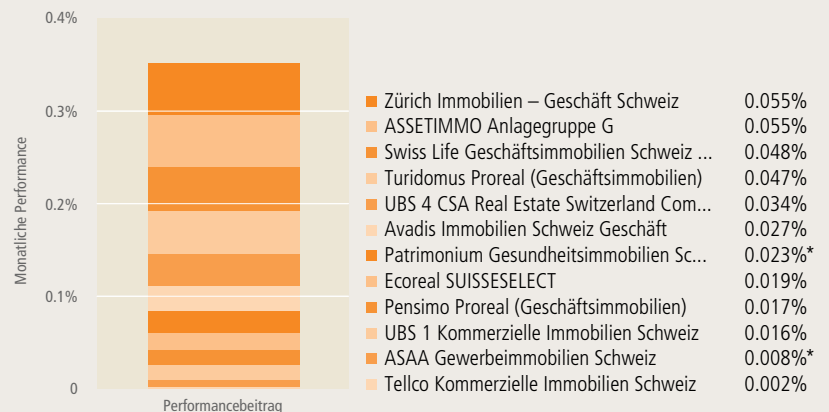 0.4%
0.3%
0.2%
0.1%
0
Monatliche Performance
Performancebeitrag
Zürich Immobilien – Geschäft Schweiz 0.055%
ASSETIMMO Anlagegruppe G 0.055%
Swiss Life Geschäftsimmobilien Schweiz ... 0.048%
Turidomus Proreal (Geschäftsimmobilien) 0.047%
UBS 4 CSA Real Estate Switzerland Com... 0.034%
Avadis Immobilien Schweiz Geschäft 0.027%
Patrimonium Gesundheitsimmobilien Sc... 0.023%*
Ecoreal SUISSESELECT 0.019%
Pensimo Proreal (Geschäftsimmobilien) 0.017%
UBS 1 Kommerzielle Immobilien Schweiz 0.016%
ASAA Gewerbeimmobilien Schweiz 0.008%*
Tellco Kommerzielle Immobilien Schweiz 0.002%